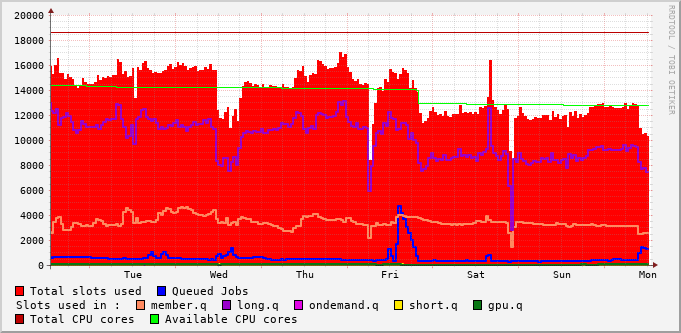 20000
18000
16000
14000
12000
10000
8000
6000
4000
2000
0
Tue Wed Thu Fri Sat Sun Mon
Total slots used Queued Jobs
Slots used in : member.q long.q ondemand.q short.q gpu.q
Total CPU cores Available CPU cores
RRDTOOL / TOBI OETIKER